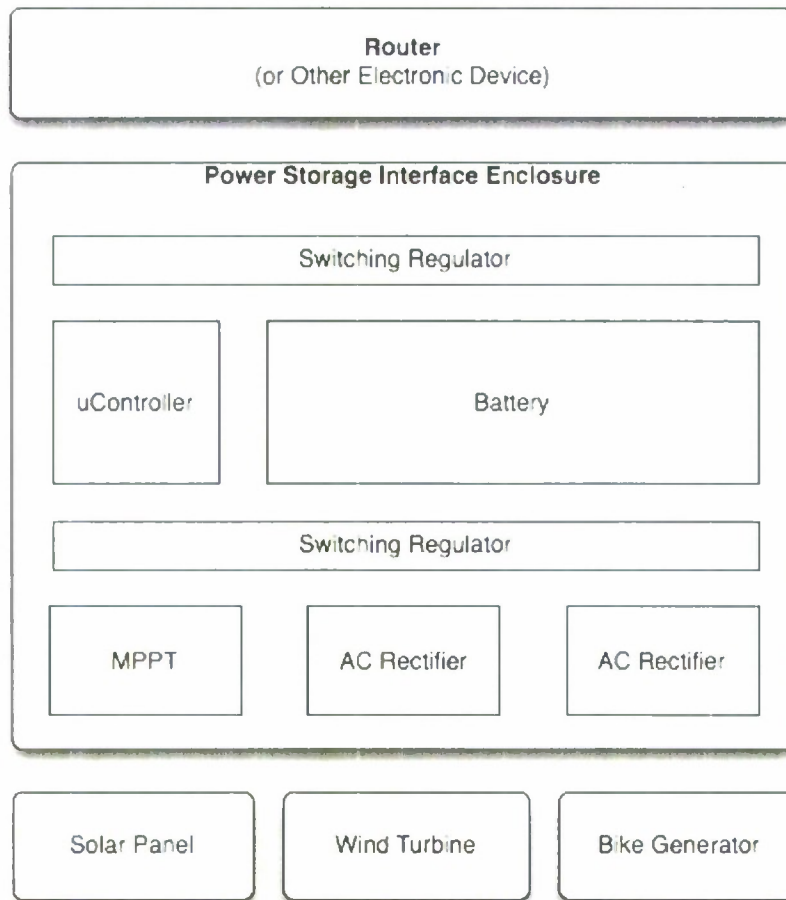 Router
(or Other Electronic Device)
Power Storage Interface Enclosure
Switching Regulator
uController
Battery
Switching Regulator
MPPT
AC Rectifier
AC Rectifier
Solar Panel
Wind Turbine
Bike Generator